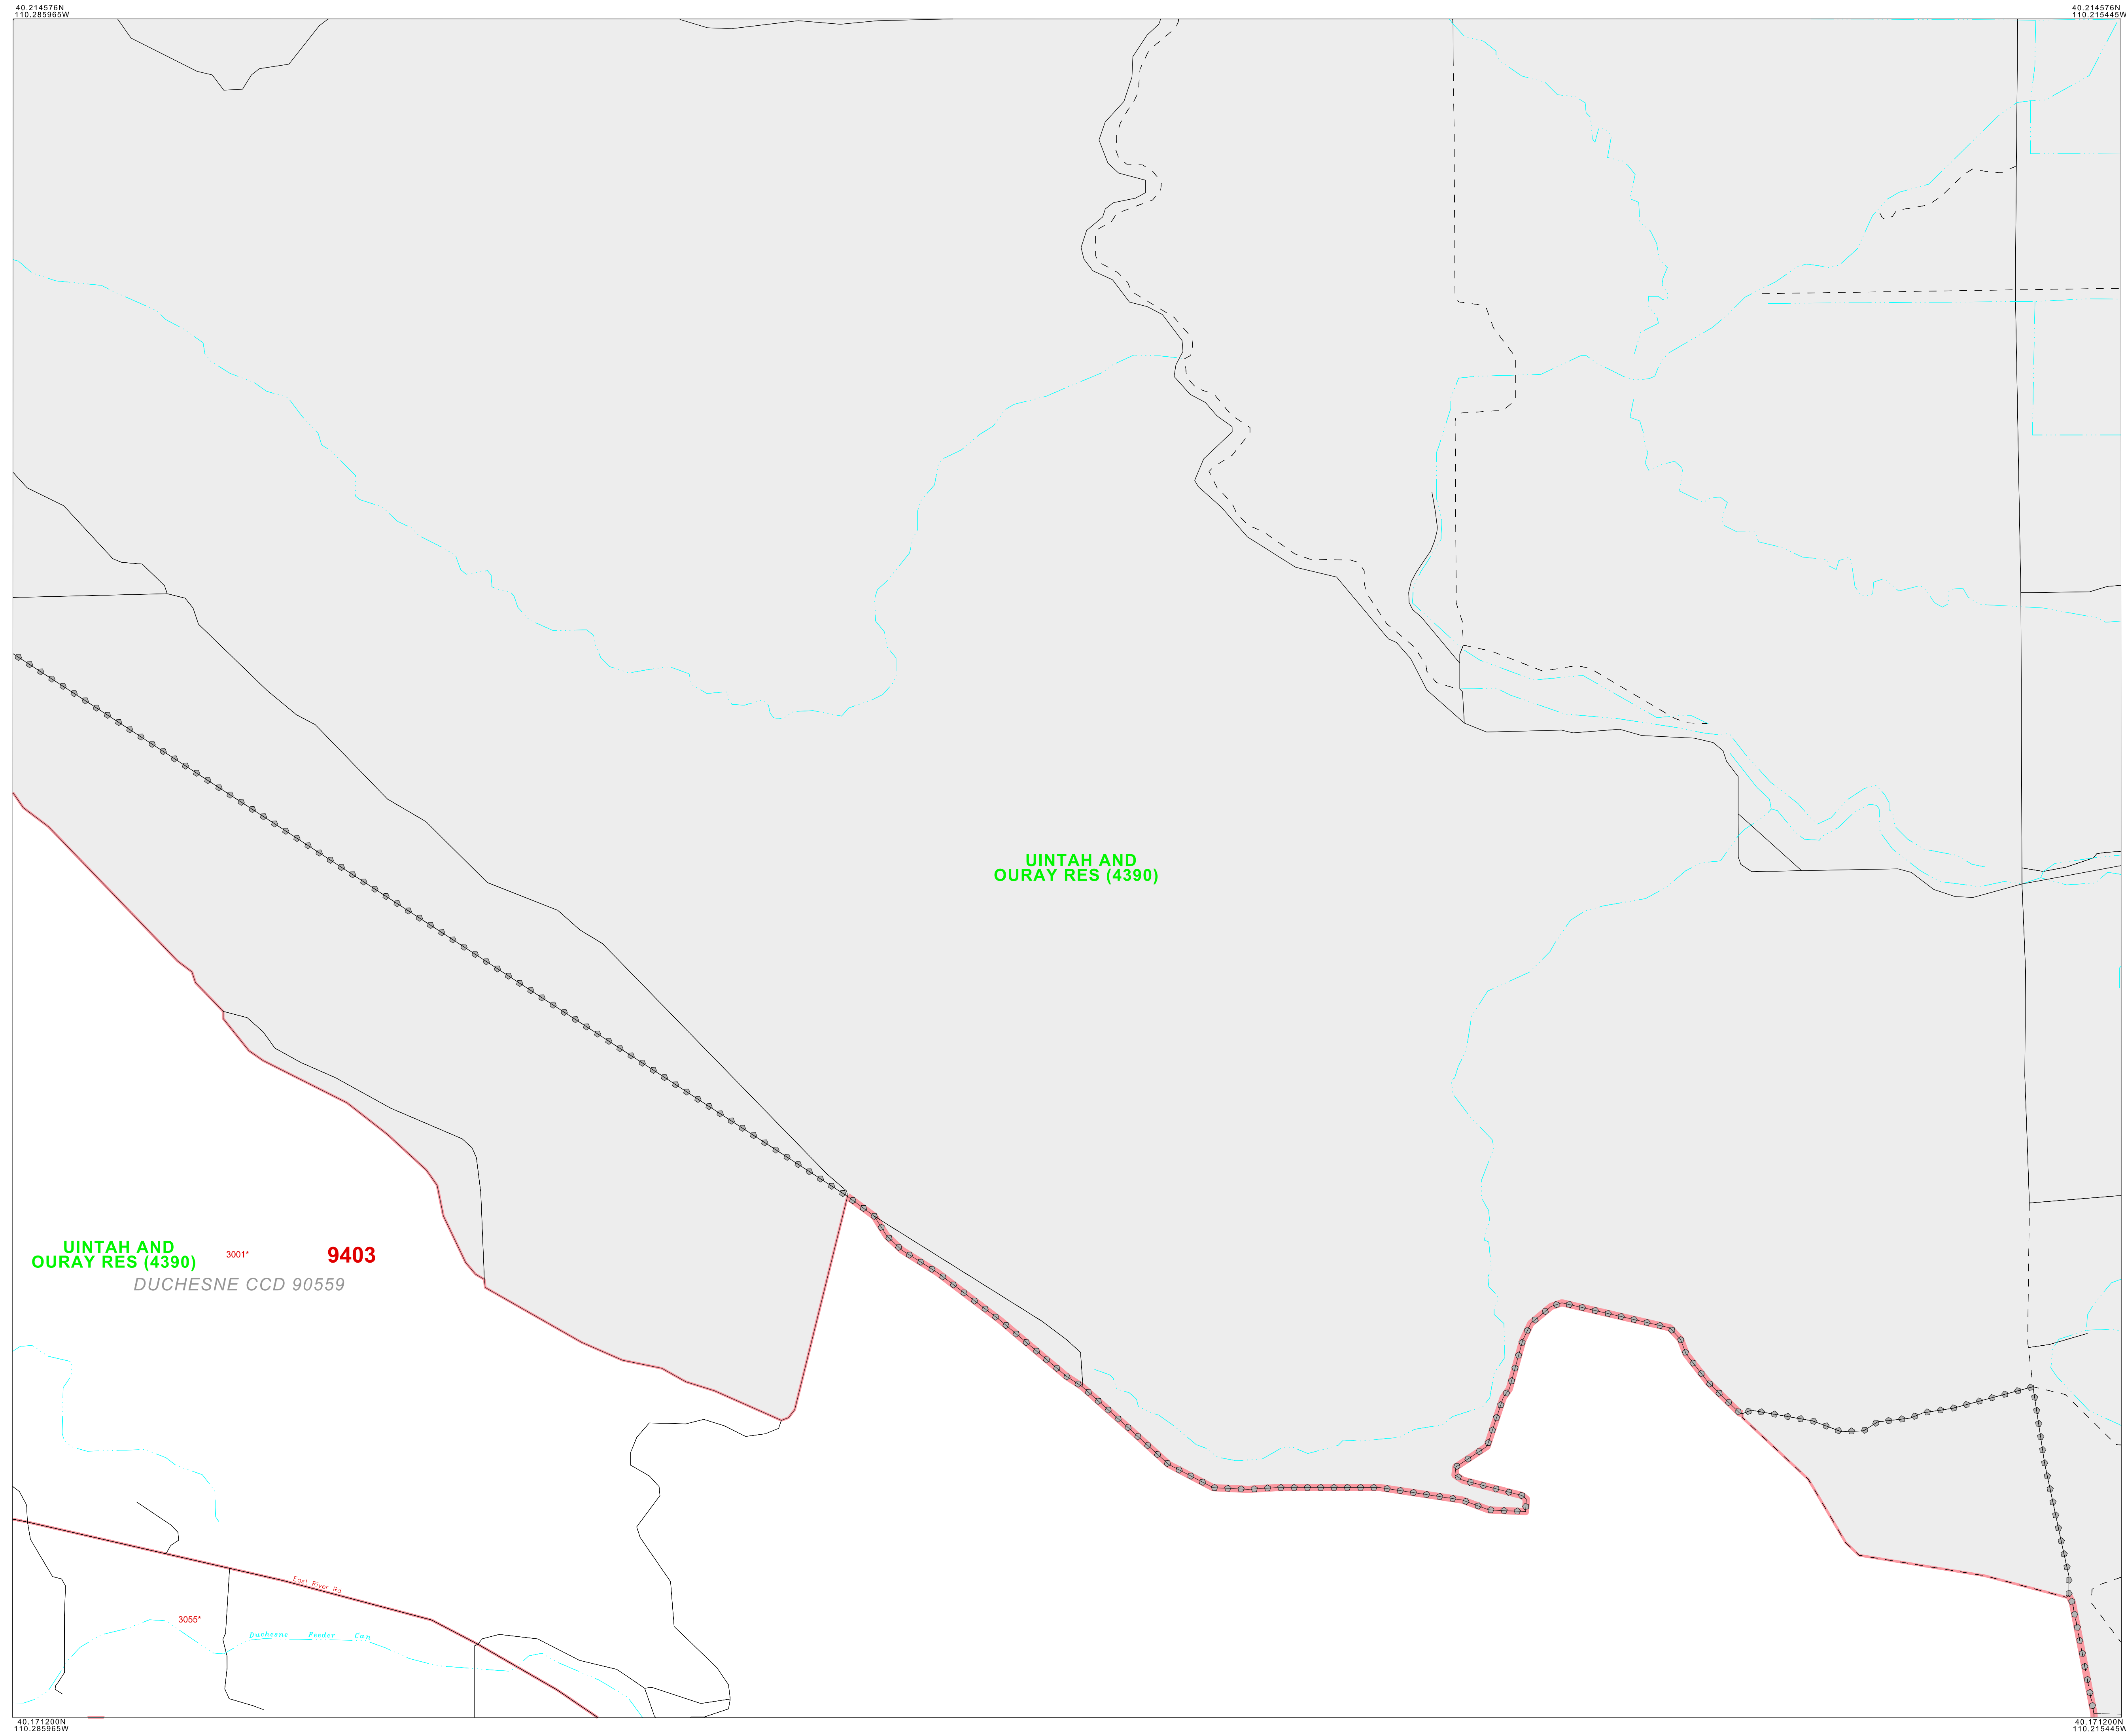 40.214576N
110.285965W
40.214576N
110.215445W
UINTAH AND
OURAY RES (4390)
UINTAH AND
OURAY RES (4390)
3001*
9403
DUCHESNE CCD 90559
East River Rd
3055*
Duchesne Feeder Can
40.171200N
110.285965W
40.171200N
110.215445W